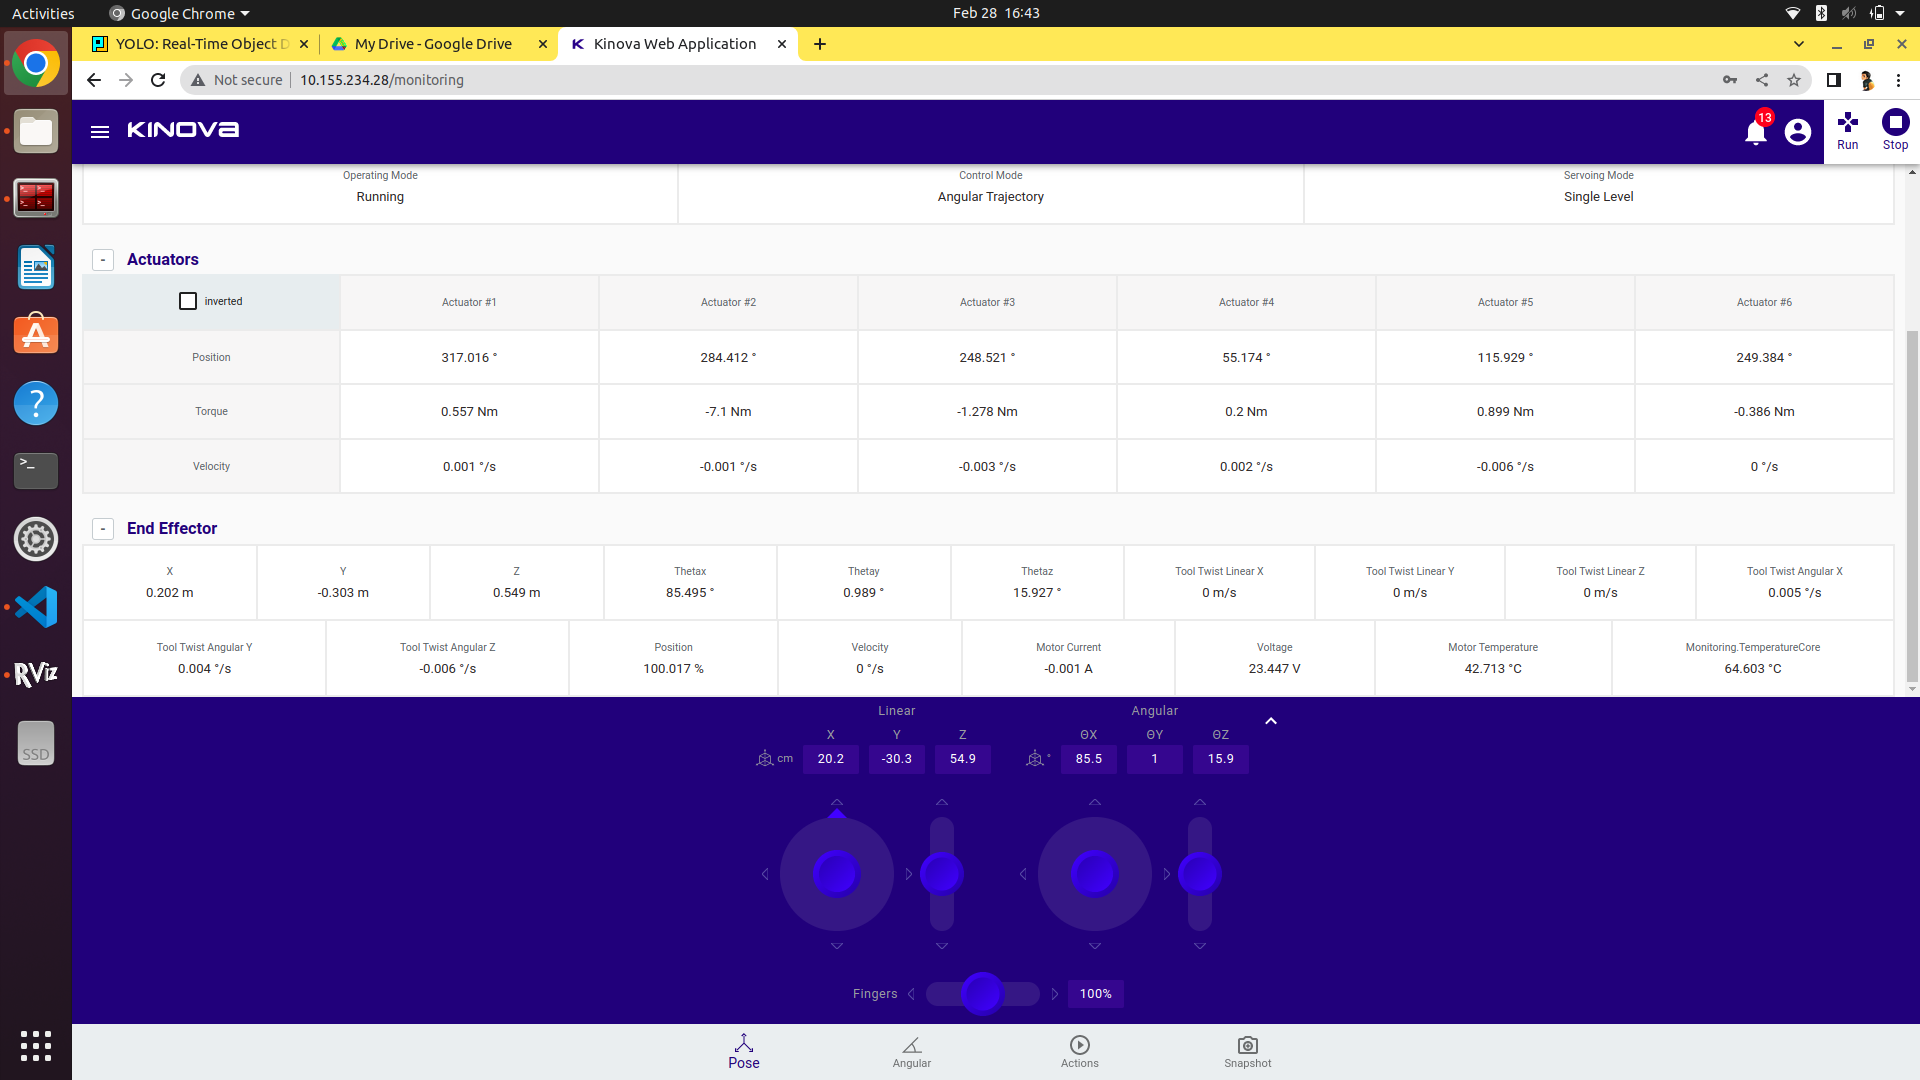 Activities
Google Chrome
Feb 28 16:43
YOLO: Real-Time Object D
My Drive - Google Drive
Kinova Web Application
Not secure
10.155.234.28/monitoring
KINOVA
13
Run
Stop
Operating Mode
Control Mode
Servoing Mode
Running
Angular Trajectory
Single Level
- Actuators
inverted Actuator #1 Actuator #2 Actuator #3 Actuator #4 Actuator #5 Actuator #6
Position 317.016 ° 284.412 ° 248.521 ° 55.174 ° 115.929 ° 249.384 °
Torque 0.557 Nm -7.1 Nm -1.278 Nm 0.2 Nm 0.899 Nm -0.386 Nm
Velocity 0.001 °/s -0.001 °/s -0.003 °/s 0.002 °/s -0.006 °/s 0 °/s
- End Effector
X Y Z Thetax Thetay Thetaz Tool Twist Linear X Tool Twist Linear Y Tool Twist Linear Z Tool Twist Angular X
0.202 m -0.303 m 0.549 m 85.495 ° 0.989 ° 15.927 ° 0 m/s 0 m/s 0 m/s 0.005 °/s
Tool Twist Angular Y Tool Twist Angular Z Position Velocity Motor Current Voltage Motor Temperature Monitoring.TemperatureCore
0.004 °/s -0.006 °/s 100.017 % 0 °/s -0.001 A 23.447 V 42.713 °C 64.603 °C
Linear Angular
X Y Z ΘX ΘY ΘZ
cm 20.2 -30.3 54.9 ° 85.5 1 15.9
Fingers 100%
Pose
Angular
Actions
Snapshot
>_
?
RViz
SSD